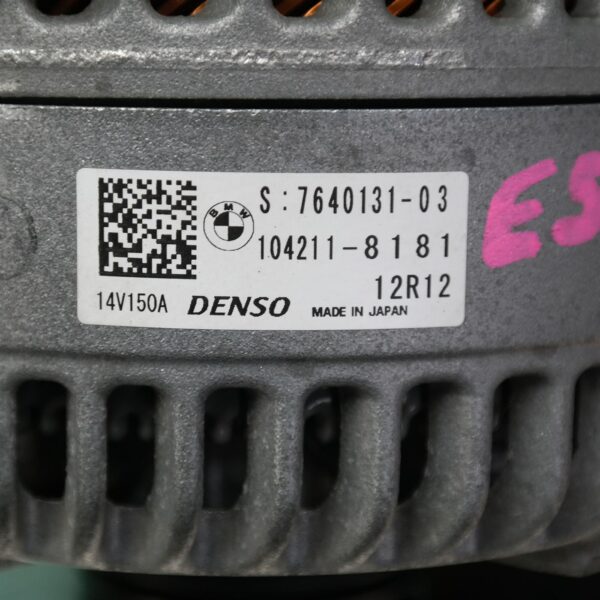 BMW
S:7640131-03
104211-8181
12R12
14V150A DENSO MADE IN JAPAN
ES